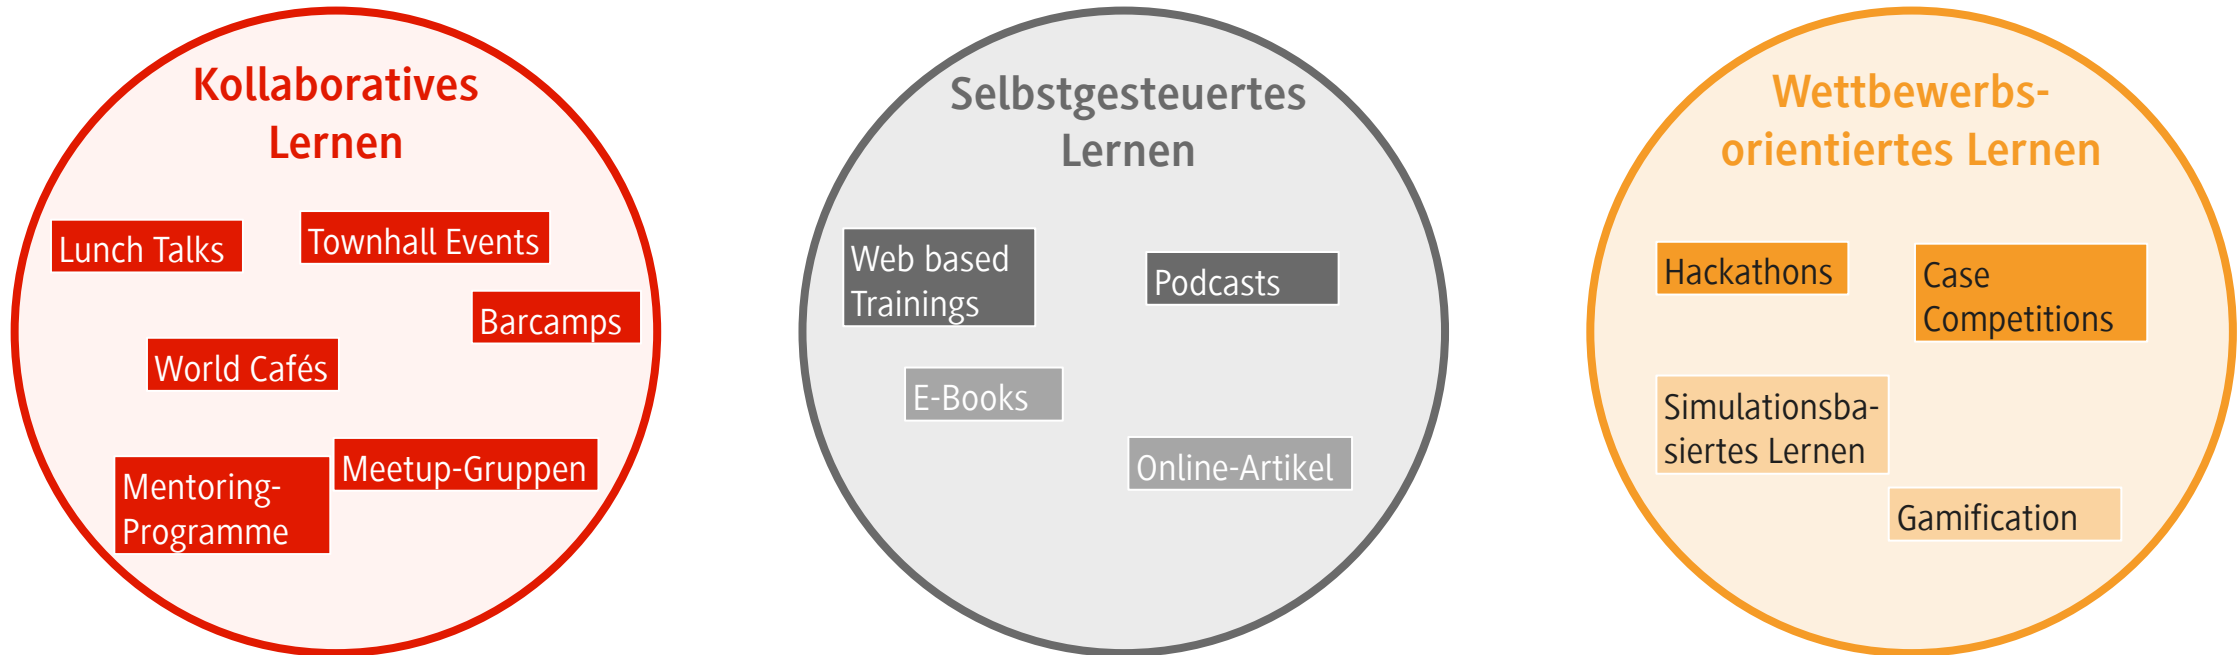 Kollaboratives
Lernen
Lunch Talks
Townhall Events
Barcamps
World Cafés
Mentoring-
Programme
Meetup-Gruppen
Selbstgesteuertes
Lernen
Web based
Trainings
Podcasts
E-Books
Online-Artikel
Wettbewerbs-
orientiertes Lernen
Hackathons
Case
Competitions
Simulationsba-
siertes Lernen
Gamification